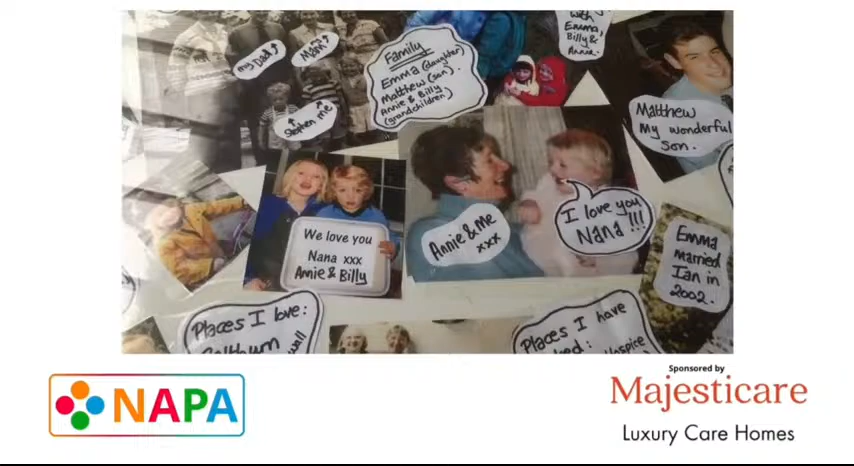 with
Emma,
Billy &
Annie.
my Dad
Mam
Family
Emma (daughter)
Matthew (son).
Annie & Billy
(grandchildren)
Stephen
me
Matthew
My wonderful
Son.
We love you
Nana xxx
Annie & Billy
Annie & me
xxx
I love you
Nana !!!
Emma
Married
Ian in
2002.
Places I love:
Places I have
NAPA
Sponsored by
Majesticare
Luxury Care Homes